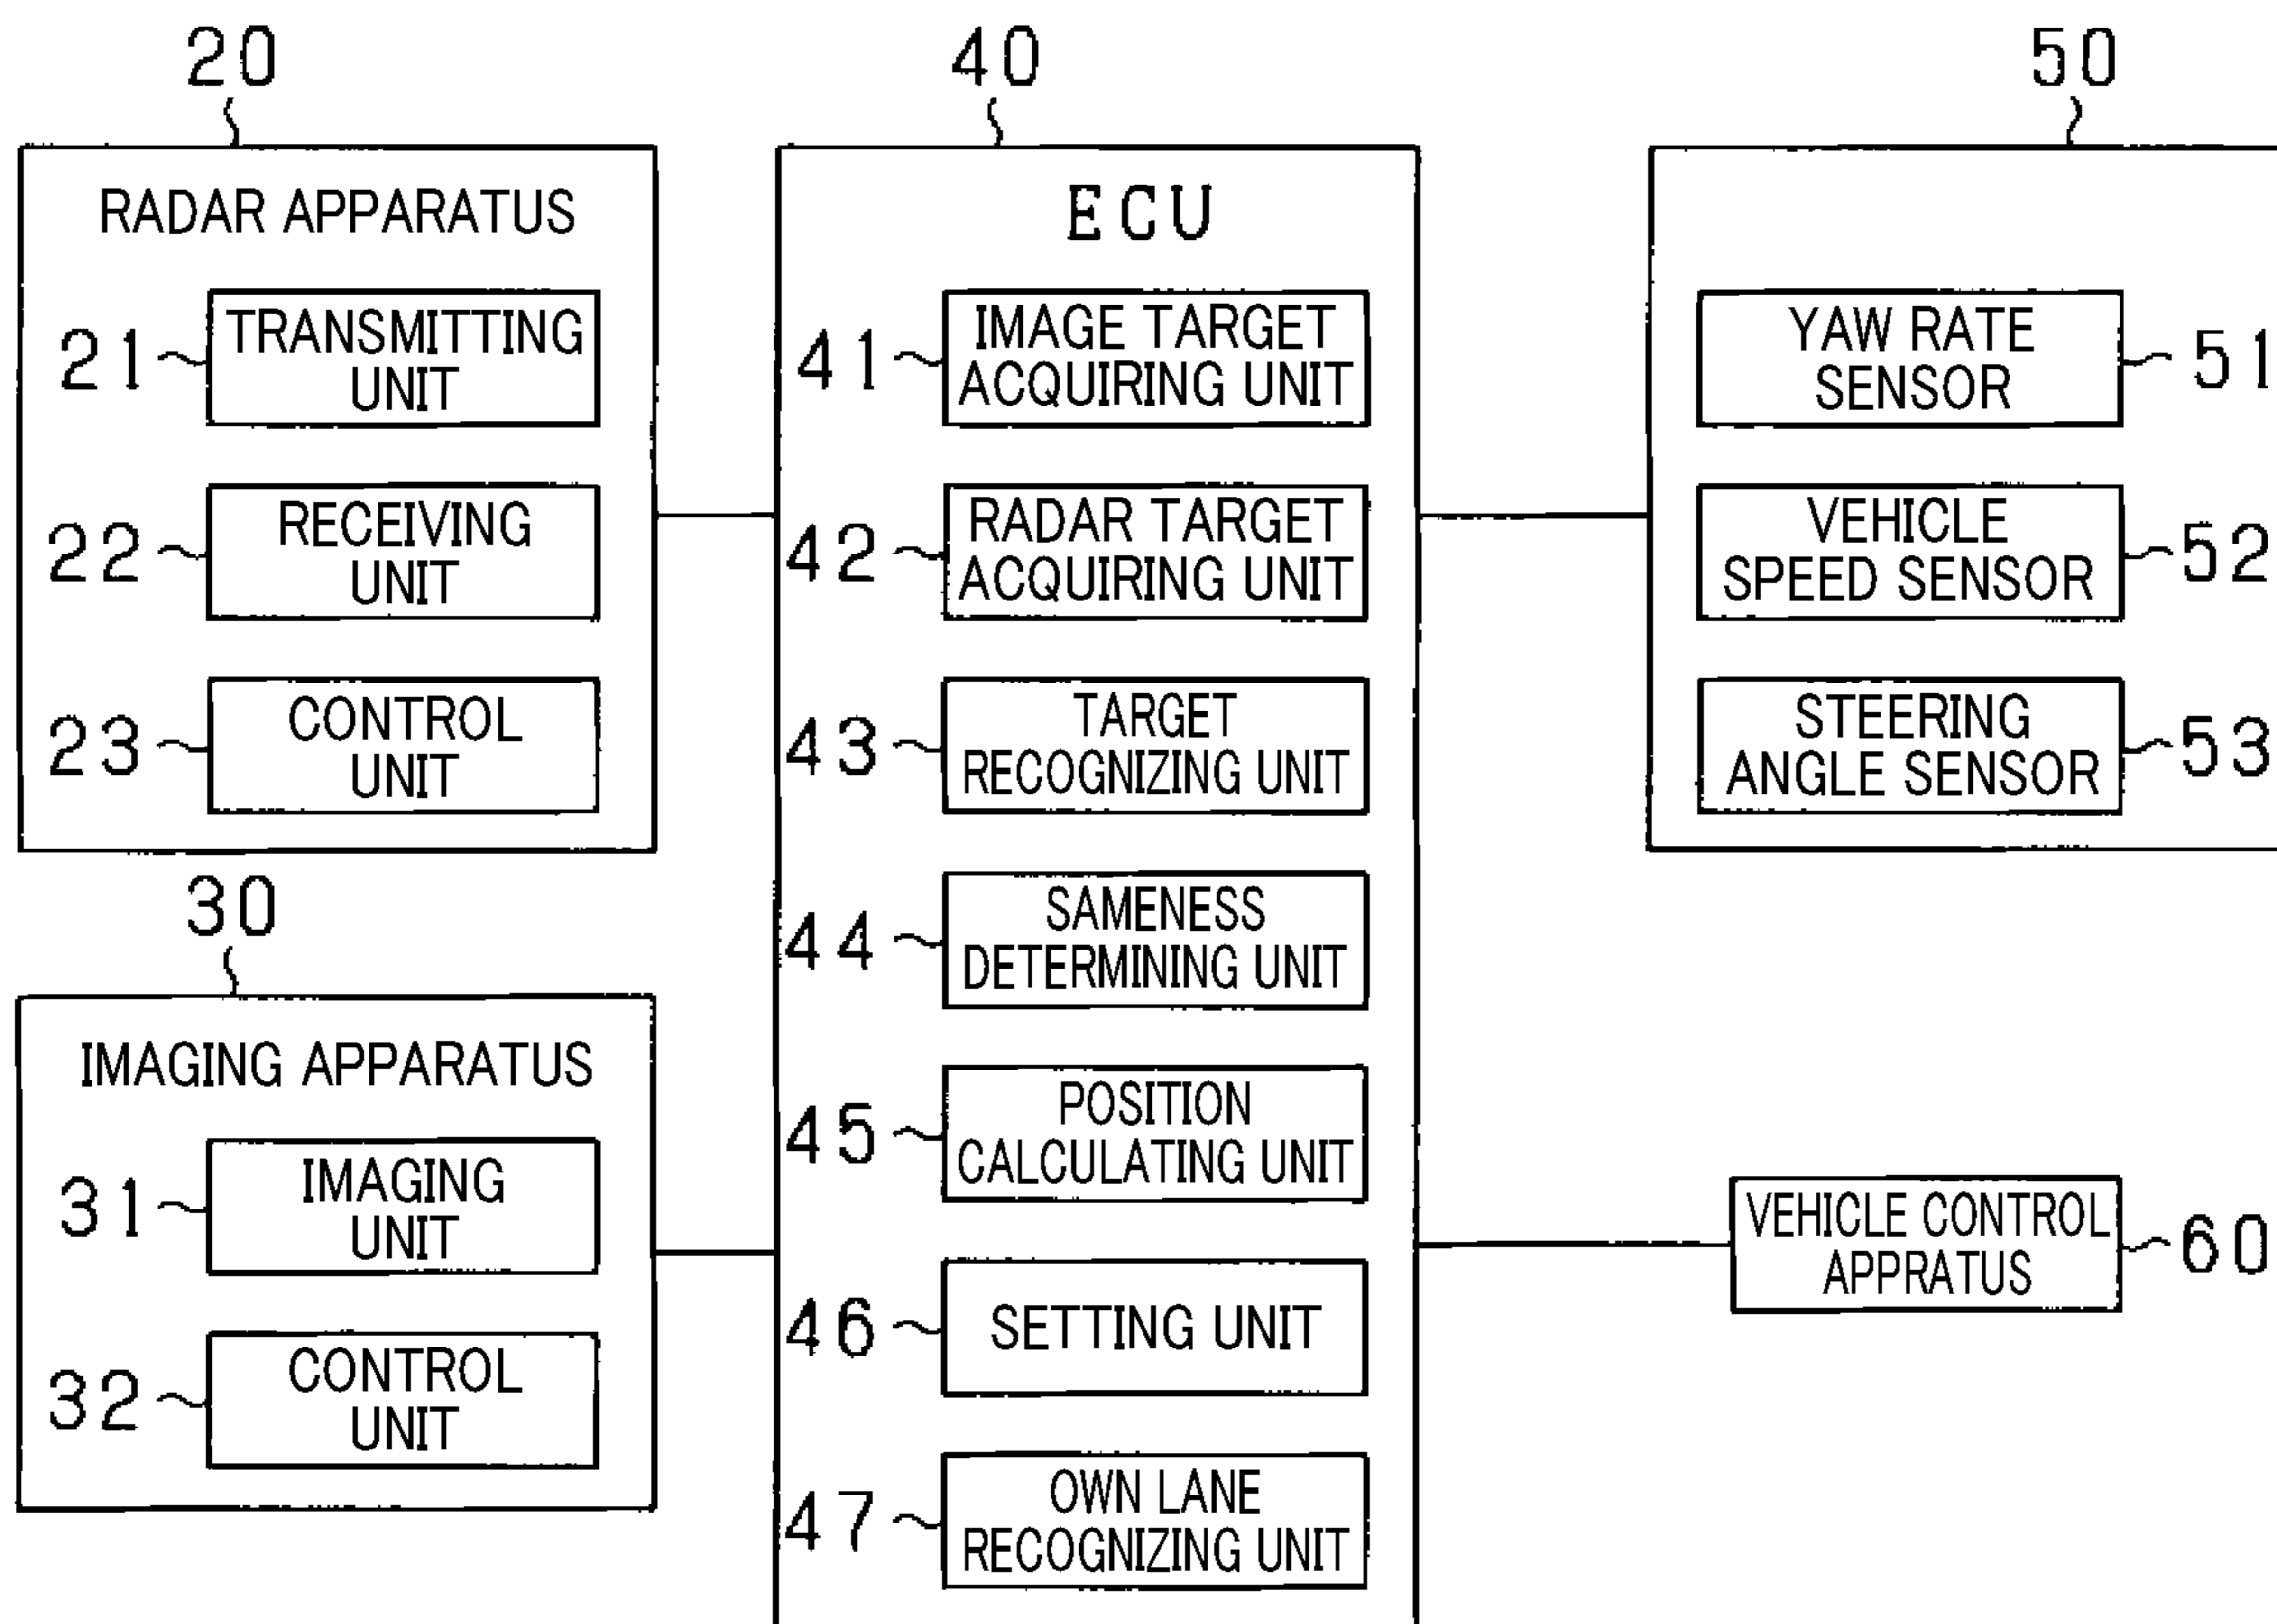 20
RADAR APPARATUS
21
TRANSMITTING
UNIT
22
RECEIVING
UNIT
23
CONTROL
UNIT
30
IMAGING APPARATUS
31
IMAGING
UNIT
32
CONTROL
UNIT
40
ECU
41
IMAGE TARGET
ACQUIRING UNIT
42
RADAR TARGET
ACQUIRING UNIT
43
TARGET
RECOGNIZING UNIT
44
SAMENESS
DETERMINING UNIT
45
POSITION
CALCULATING UNIT
46
SETTING UNIT
47
OWN LANE
RECOGNIZING UNIT
50
YAW RATE
SENSOR
51
VEHICLE
SPEED SENSOR
52
STEERING
ANGLE SENSOR
53
VEHICLE CONTROL
APPRATUS
60